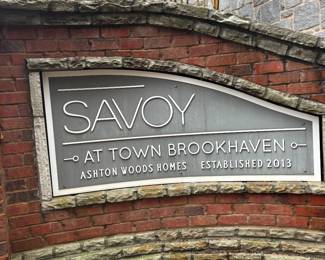 SAVOY
AT TOWN BROOKHAVEN
ASHTON WOODS HOMES ESTABLISHED 2013